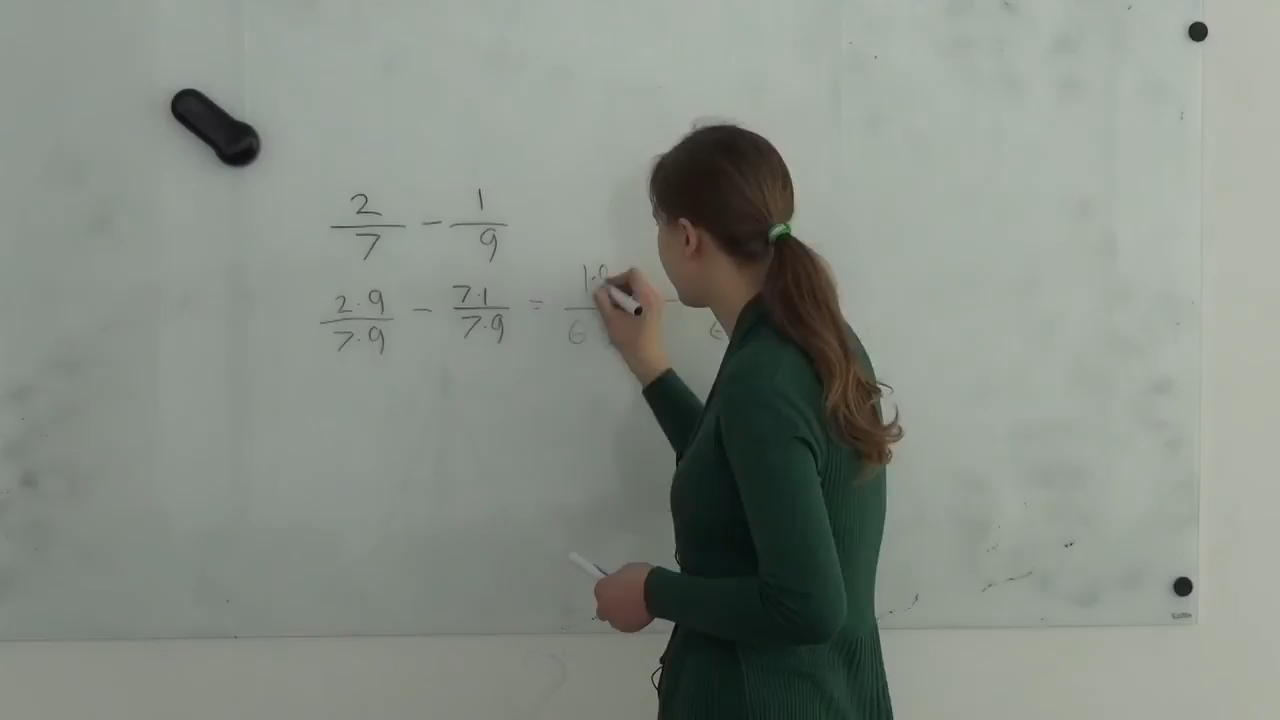 2/7 - 1/9
2·9/7·9 - 7·1/7·9 =